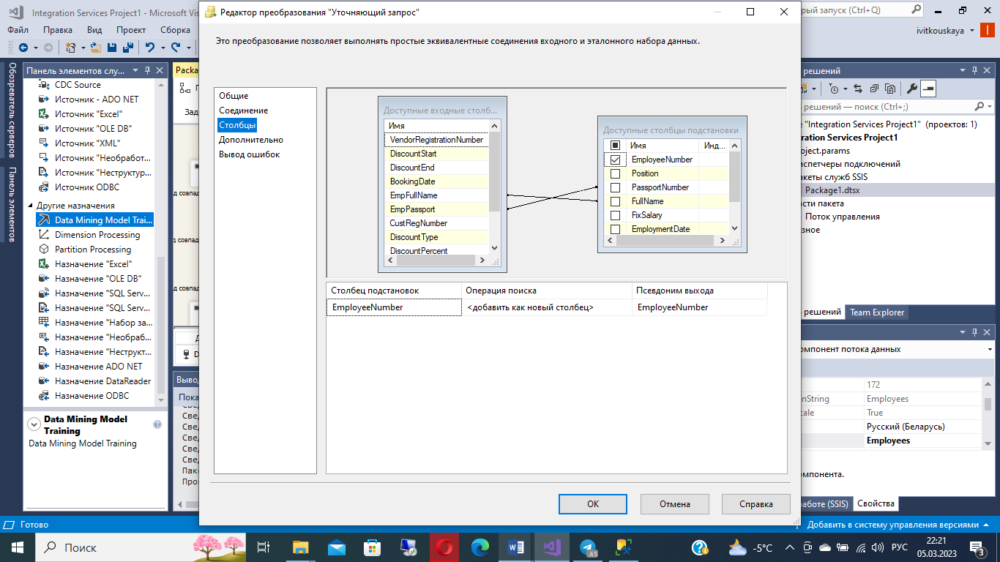 Integration Services Project1 - Microsoft Vis
Редактор преобразования "Уточняющий запрос"
рый запуск (Ctrl+Q)
Файл Правка Вид Проект Сборка
ivitkouskaya
Это преобразование позволяет выполнять простые эквивалентные соединения входного и эталонного набора данных.
Обозреватель серверов
Панель элементов
Панель элементов слу...
CDC Source
Источник - ADO NET
Источник "Excel"
Источник "OLE DB"
Источник "XML"
Источник "Необработ...
Источник "Неструктур...
Источник ODBC
Другие назначения
Data Mining Model Trai...
Dimension Processing
Partition Processing
Назначение "Excel"
Назначение "OLE DB"
Назначение "SQL Serv...
Назначение "SQL Serv...
Назначение "Набор за...
Назначение "Необраб...
Назначение "Неструкт...
Назначение ADO NET
Назначение DataReader
Назначение ODBC
Data Mining Model
Training
Data Mining Model Training
Packa
Зад
д совпад
д совпад
д совпад
Выво
Пока
Свед
Свед
Свед
Свед
Свед
Паке
Про
Общие
Соединение
Столбцы
Дополнительно
Вывод ошибок
Доступные входные столб...
Имя
VendorRegistrationNumber
DiscountStart
DiscountEnd
BookingDate
EmpFullName
EmpPassport
CustRegNumber
DiscountType
DiscountPercent
Доступные столбцы подстановки
Имя Инд...
EmployeeNumber
Position
PassportNumber
FullName
FixSalary
EmploymentDate
Столбец подстановок Операция поиска Псевдоним выхода
EmployeeNumber <добавить как новый столбец> EmployeeNumber
OK Отмена Справка
решений
решений — поиск (Ctrl+;)
е "Integration Services Project1" (проектов: 1)
gration Services Project1
oject.params
испетчеры подключений
акеты служб SSIS
Package1.dtsx
сти пакета
Поток управления
зное
решений Team Explorer
омпонент потока данных
172
nString Employees
cale True
Русский (Беларусь)
Employees
омпонента.
аботе (SSIS) Свойства
Готово
Добавить в систему управления версиями
Поиск
.65
-5°C
РУС
22:21
05.03.2023
3